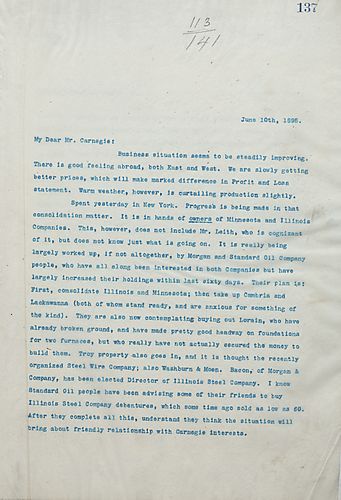 137
113
141
June 10th, 1898.
My Dear Mr. Carnegie:
Business situation seems to be steadily improving.
There is good feeling abroad, both East and West. We are slowly getting
better prices, which will make marked difference in Profit and Loss
statement. Warm weather, however, is curtailing production slightly.
Spent yesterday in New York. Progress is being made in that
consolidation matter. It is in hands of owners of Minnesota and Illinois
Companies. This, however, does not include Mr. Leith, who is cognizant
of it, but does not know just what is going on. It is really being
largely worked up, if not altogether, by Morgan and Standard Oil Company
people, who have all along been interested in both Companies but have
largely increased their holdings within last sixty days. Their plan is:
First, consolidate Illinois and Minnesota; then take up Cambria and
Lackawanna (both of whom stand ready, and are anxious for something of
the kind). They are also now contemplating buying out Lorain, who have
already broken ground, and have made pretty good headway on foundations
for two furnaces, but who really have not actually secured the money to
build them. Troy property also goes in, and it is thought the recently
organized Steel Wire Company; also Washburn & Moen. Bacon, of Morgan &
Company, has been elected Director of Illinois Steel Company. I know
Standard Oil people have been advising some of their friends to buy
Illinois Steel Company debentures, which some time ago sold as low as 60.
After they complete all this, understand they think the situation will
bring about friendly relationship with Carnegie interests.